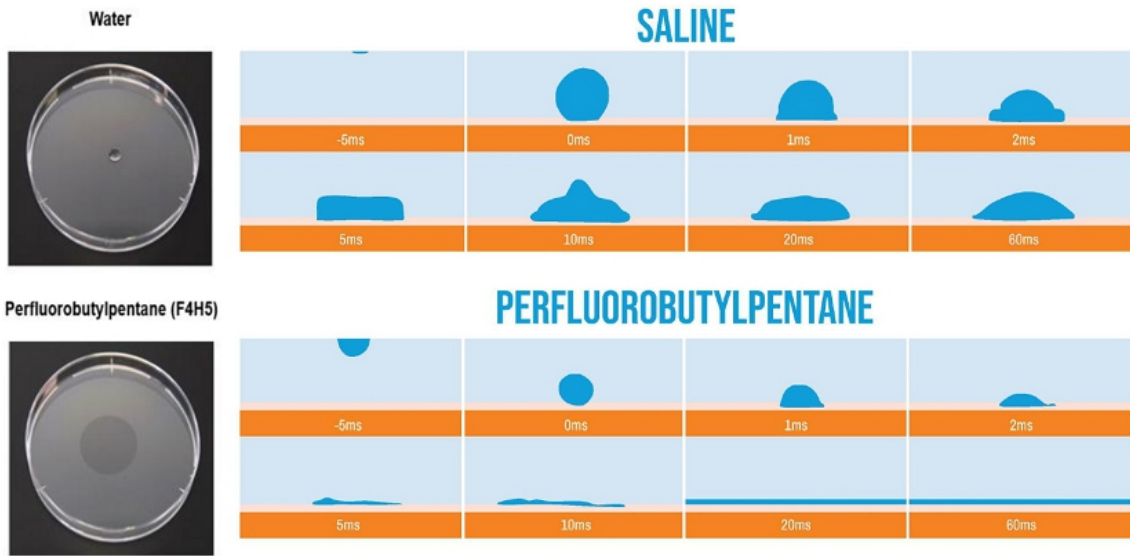 Water
SALINE
-5ms
0ms
1ms
2ms
5ms
10ms
20ms
60ms
Perfluorobutylpentane (F4H5)
PERFLUOROBUTYLPENTANE
-5ms
0ms
1ms
2ms
5ms
10ms
20ms
60ms